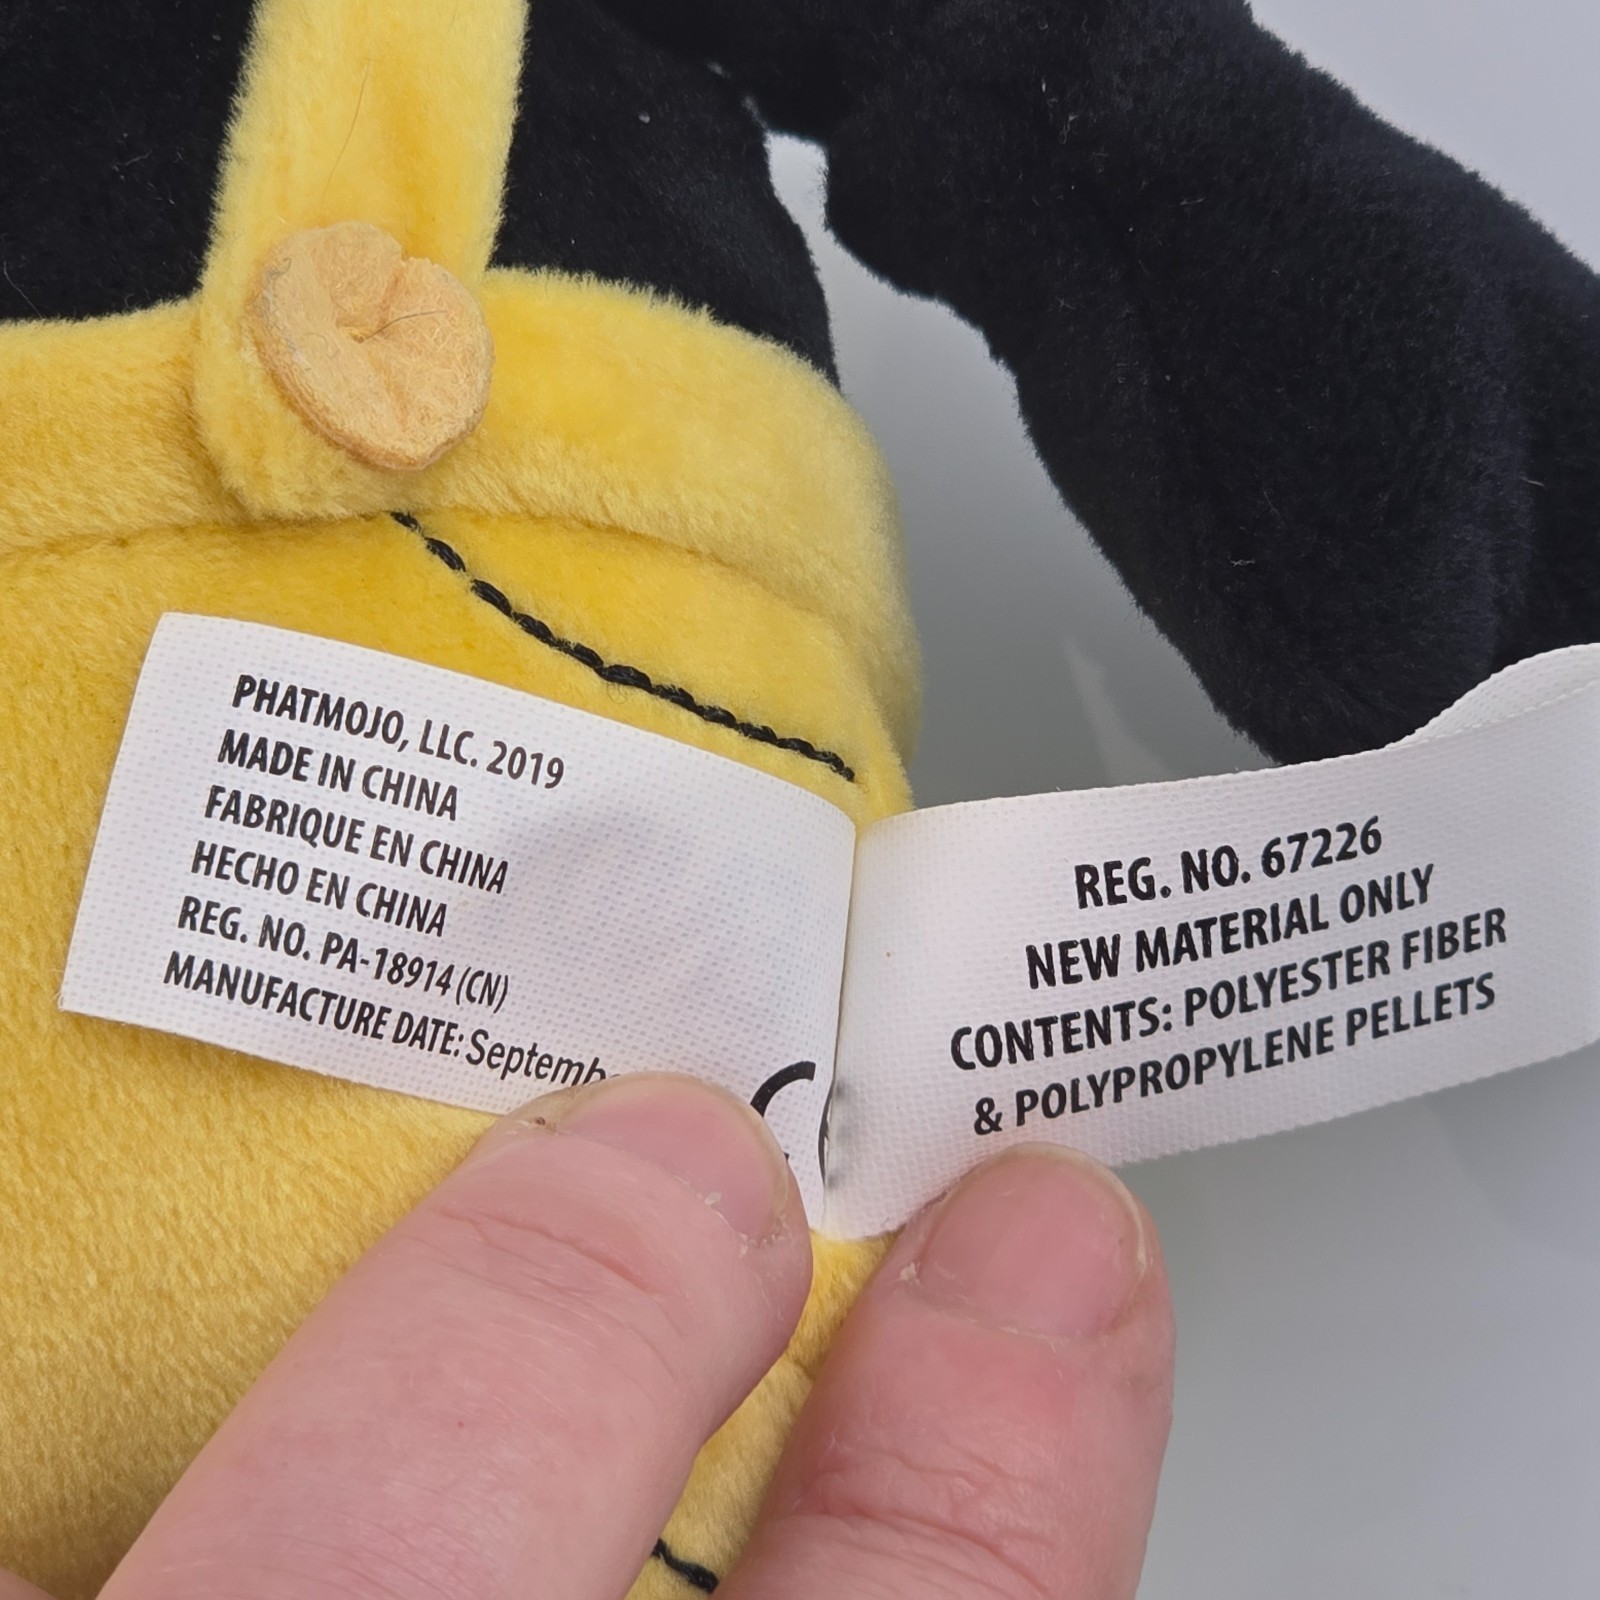 PHATMOJO, LLC. 2019
MADE IN CHINA
FABRIQUE EN CHINA
HECHO EN CHINA
REG. NO. PA-18914 (CN)
MANUFACTURE DATE:
REG. NO. 67226
NEW MATERIAL ONLY
CONTENTS: POLYESTER FIBER
& POLYPROPYLENE PELLETS